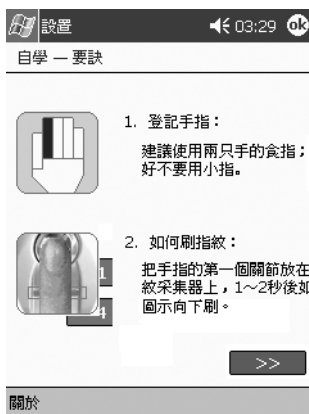 設置 03:29 ok
自學 — 要訣
1. 登記手指：
建議使用兩只手的食指；
好不要用小指。
2. 如何刷指紋：
把手指的第一個關節放在
紋采集器上，1～2秒後如
圖示向下刷。
1
4
>>
關於